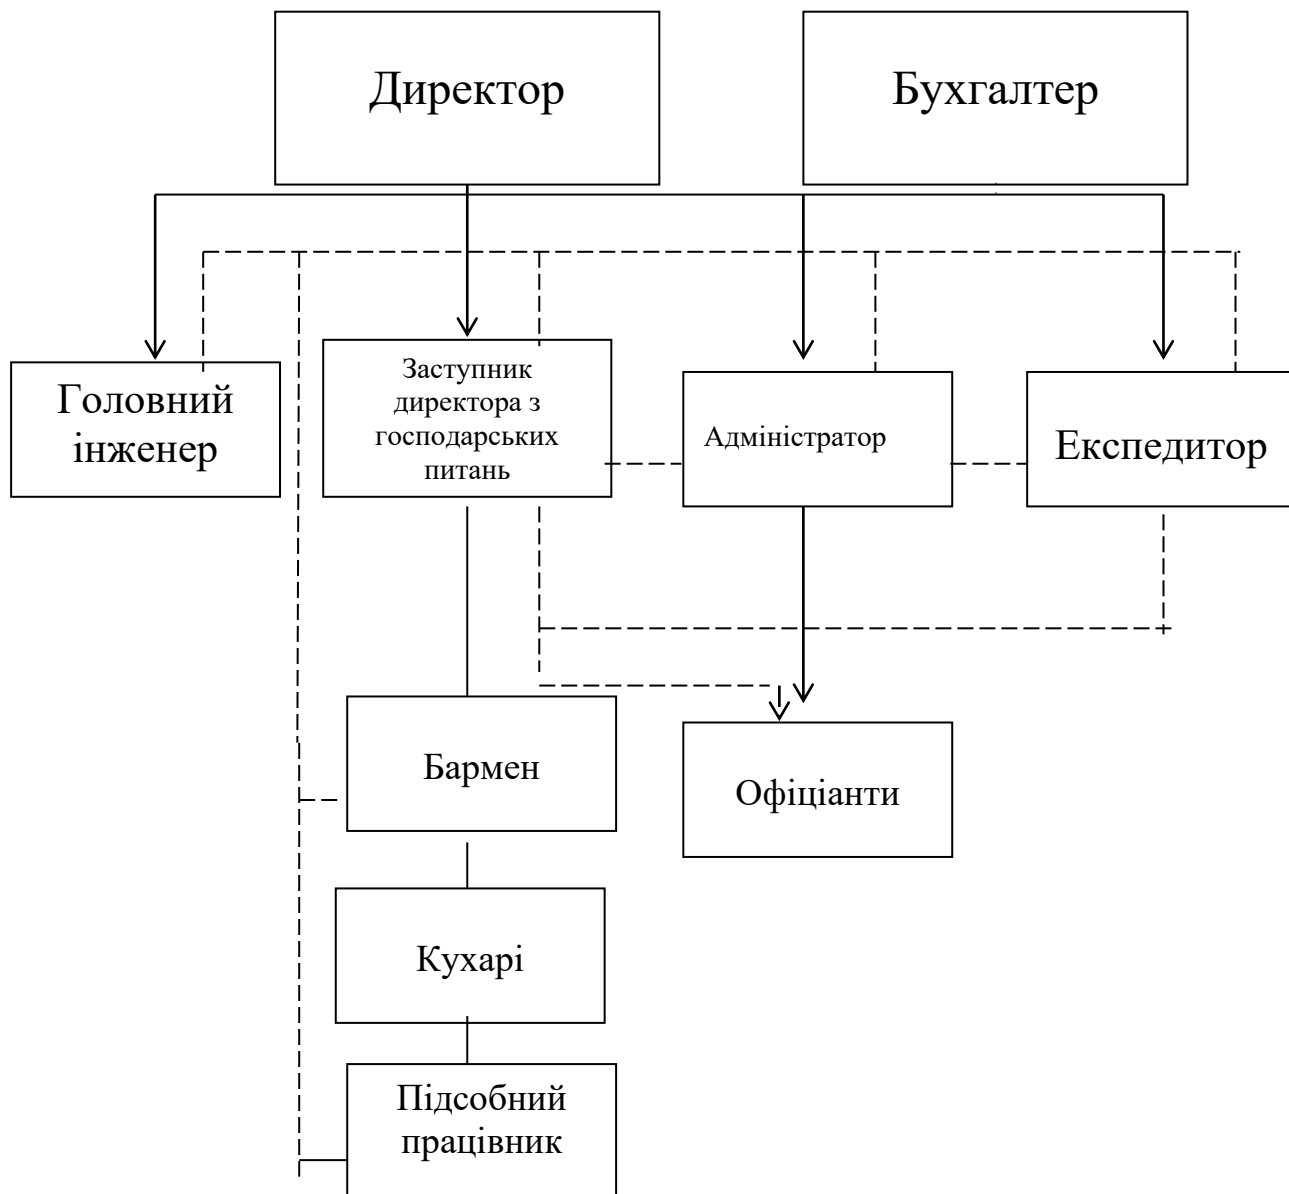 Директор
Бухгалтер
Головний
інженер
Заступник
директора з
господарських
питань
Адміністратор
Експедитор
Бармен
Офіціанти
Кухарі
Підсобний
працівник